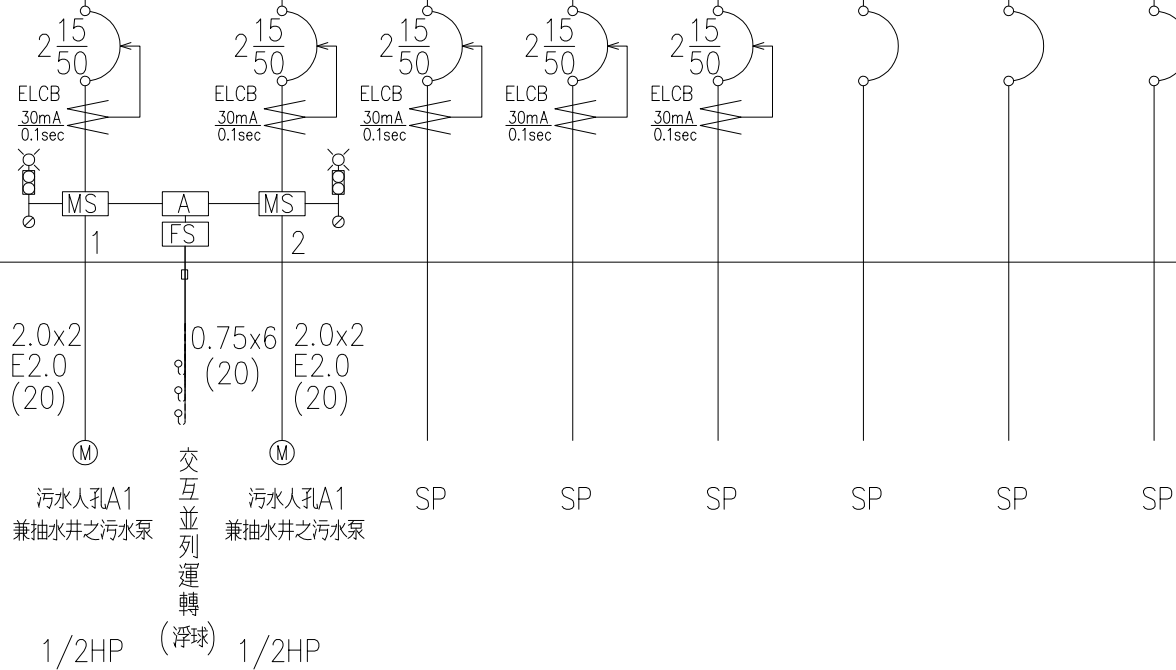 2 15/50
2 15/50
2 15/50
2 15/50
2 15/50
ELCB
30mA
0.1sec
ELCB
30mA
0.1sec
ELCB
30mA
0.1sec
ELCB
30mA
0.1sec
ELCB
30mA
0.1sec
MS
A
MS
FS
1
2
2.0x2
E2.0
(20)
0.75x6
(20)
2.0x2
E2.0
(20)
M
M
污水人孔A1
兼抽水井之污水泵
交互並列運轉
(浮球)
污水人孔A1
兼抽水井之污水泵
SP
SP
SP
SP
SP
SP
1/2HP
1/2HP